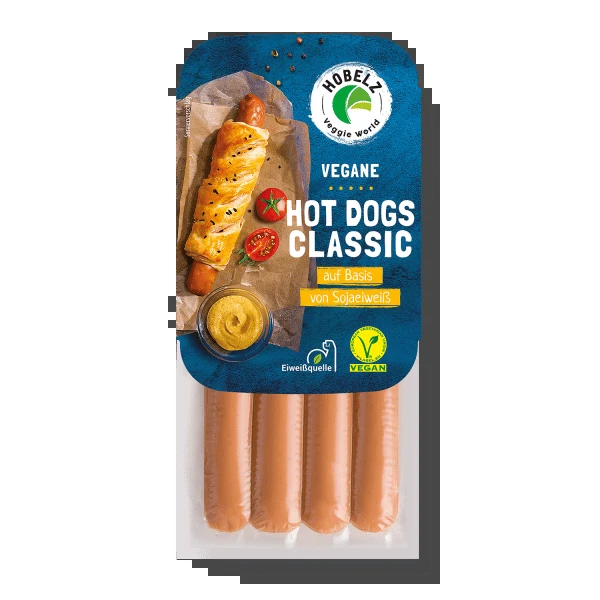 HOBELZ
veggie world
VEGANE
HOT DOGS
CLASSIC
auf Basis
von Sojaeiweiß
Eiweißquelle
VEGAN